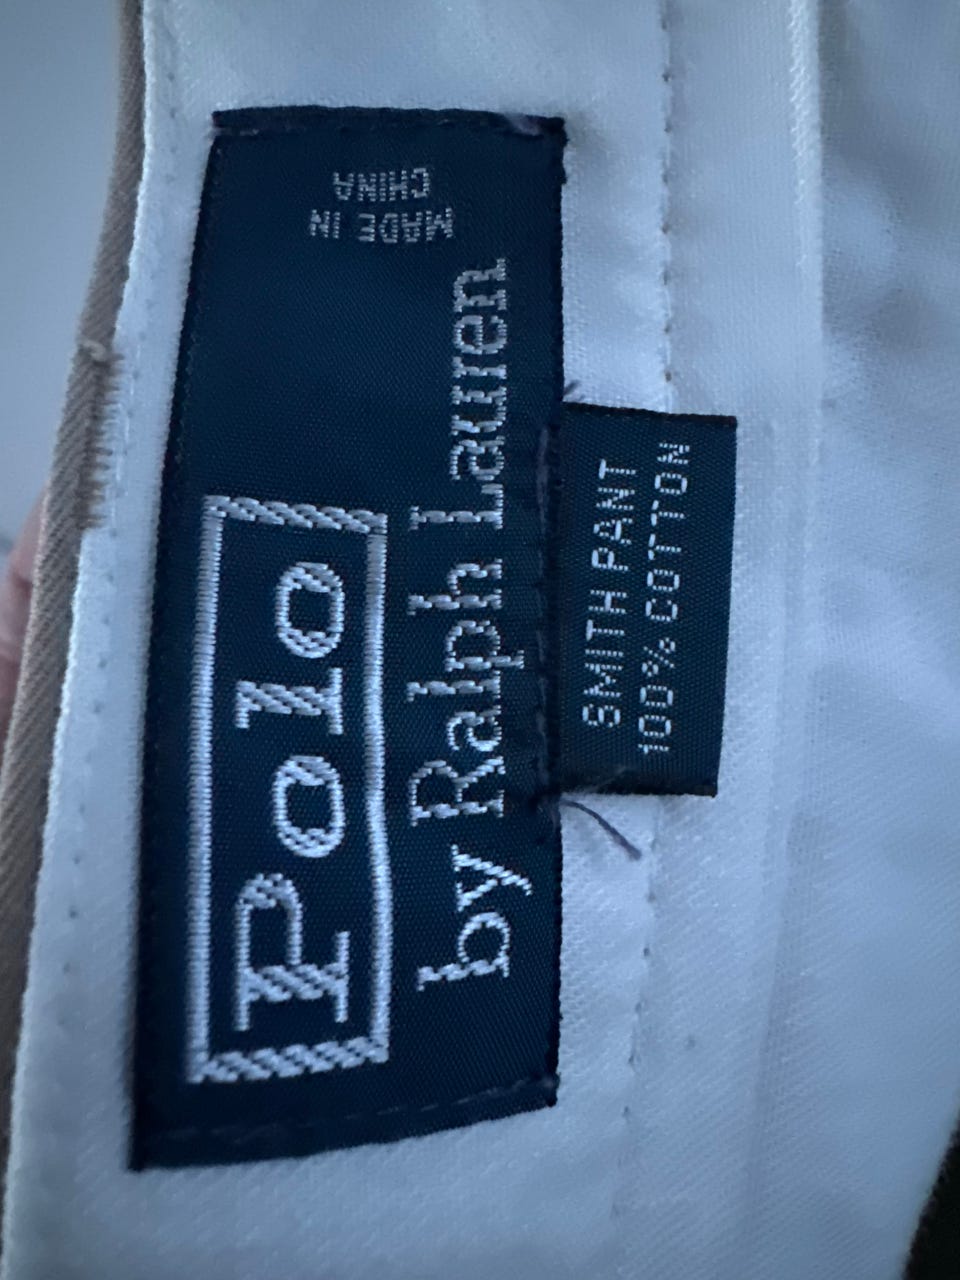 Polo
by Ralph Lauren
MADE IN
CHINA
SMITH PANT
100% COTTON